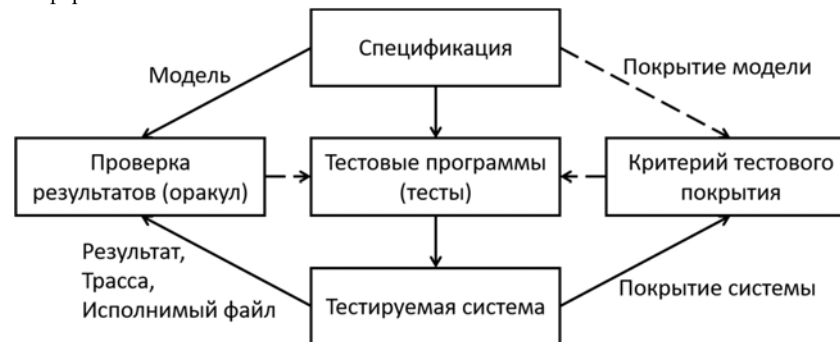 Спецификация
Модель
Покрытие модели
Проверка
результатов (оракул)
Тестовые программы
(тесты)
Критерий тестового
покрытия
Результат,
Трасса,
Исполнимый файл
Тестируемая система
Покрытие системы